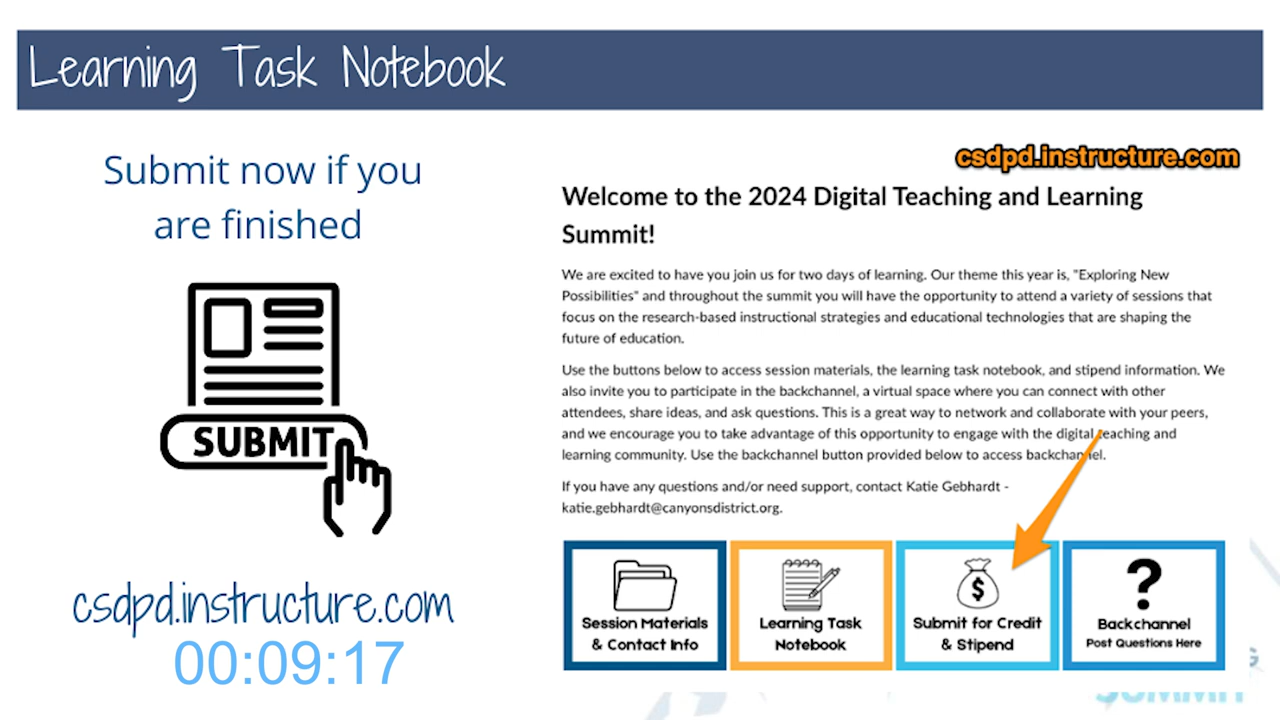 Learning Task Notebook
Submit now if you
are finished
SUBMIT
csdpd.instructure.com
00:09:17
csdpd.instructure.com
Welcome to the 2024 Digital Teaching and Learning
Summit!
We are excited to have you join us for two days of learning. Our theme this year is, "Exploring New
Possibilities" and throughout the summit you will have the opportunity to attend a variety of sessions that
focus on the research-based instructional strategies and educational technologies that are shaping the
future of education.
Use the buttons below to access session materials, the learning task notebook, and stipend information. We
also invite you to participate in the backchannel, a virtual space where you can connect with other
attendees, share ideas, and ask questions. This is a great way to network and collaborate with your peers,
and we encourage you to take advantage of this opportunity to engage with the digital teaching and
learning community. Use the backchannel button provided below to access backchannel.
If you have any questions and/or need support, contact Katie Gebhardt -
katie.gebhardt@canyonsdistrict.org.
Session Materials
& Contact Info
Learning Task
Notebook
$
Submit for Credit
& Stipend
?
Backchannel
Post Questions Here
G
SUMMIT